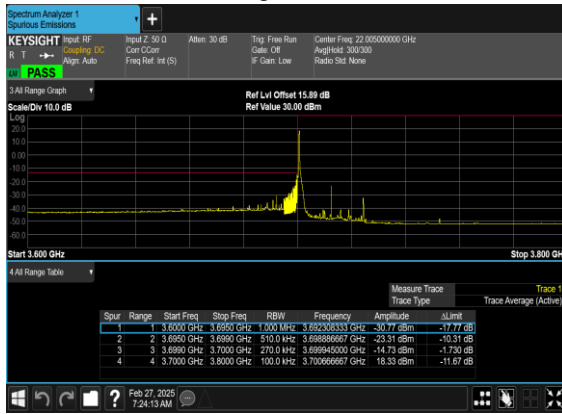 Spectrum Analyzer 1
Spurious Emissions
+
KEYSIGHT Input: RF Input Z: 50 Ω Atten: 30 dB Trig: Free Run Center Freq: 22.005000000 GHz
R T Coupling: DC Corr CCorr Gate: Off Avg|Hold: 300/300
Align: Auto Freq Ref: Int (S) IF Gain: Low Radio Std: None
PASS
3 All Range Graph
Ref Lvl Offset 15.89 dB
Scale/Div 10.0 dB Ref Value 30.00 dBm
Log
20.0
10.0
0.00
-10.0
-20.0
-30.0
-40.0
-50.0
-60.0
Start 3.600 GHz Stop 3.800 GH
4 All Range Table
Measure Trace Trace 1
Trace Type Trace Average (Active)
Spur Range Start Freq Stop Freq RBW Frequency Amplitude ΔLimit
1 1 3.6000 GHz 3.6950 GHz 1.000 MHz 3.692308333 GHz -30.77 dBm -17.77 dB
2 2 3.6950 GHz 3.6990 GHz 510.0 kHz 3.698886667 GHz -23.31 dBm -10.31 dB
3 3 3.6990 GHz 3.7000 GHz 270.0 kHz 3.699945000 GHz -14.73 dBm -1.730 dB
4 4 3.7000 GHz 3.8000 GHz 100.0 kHz 3.700666667 GHz 18.33 dBm -11.67 dB
?
Feb 27, 2025
7:24:13 AM